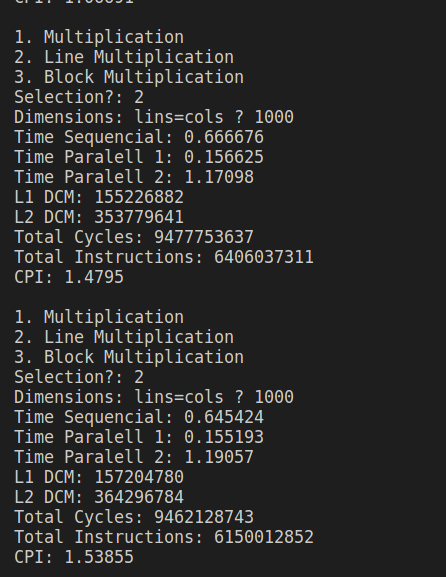 1. Multiplication
2. Line Multiplication
3. Block Multiplication
Selection?: 2
Dimensions: lins=cols ? 1000
Time Sequencial: 0.666676
Time Paralell 1: 0.156625
Time Paralell 2: 1.17098
L1 DCM: 155226882
L2 DCM: 353779641
Total Cycles: 9477753637
Total Instructions: 6406037311
CPI: 1.4795
1. Multiplication
2. Line Multiplication
3. Block Multiplication
Selection?: 2
Dimensions: lins=cols ? 1000
Time Sequencial: 0.645424
Time Paralell 1: 0.155193
Time Paralell 2: 1.19057
L1 DCM: 157204780
L2 DCM: 364296784
Total Cycles: 9462128743
Total Instructions: 6150012852
CPI: 1.53855